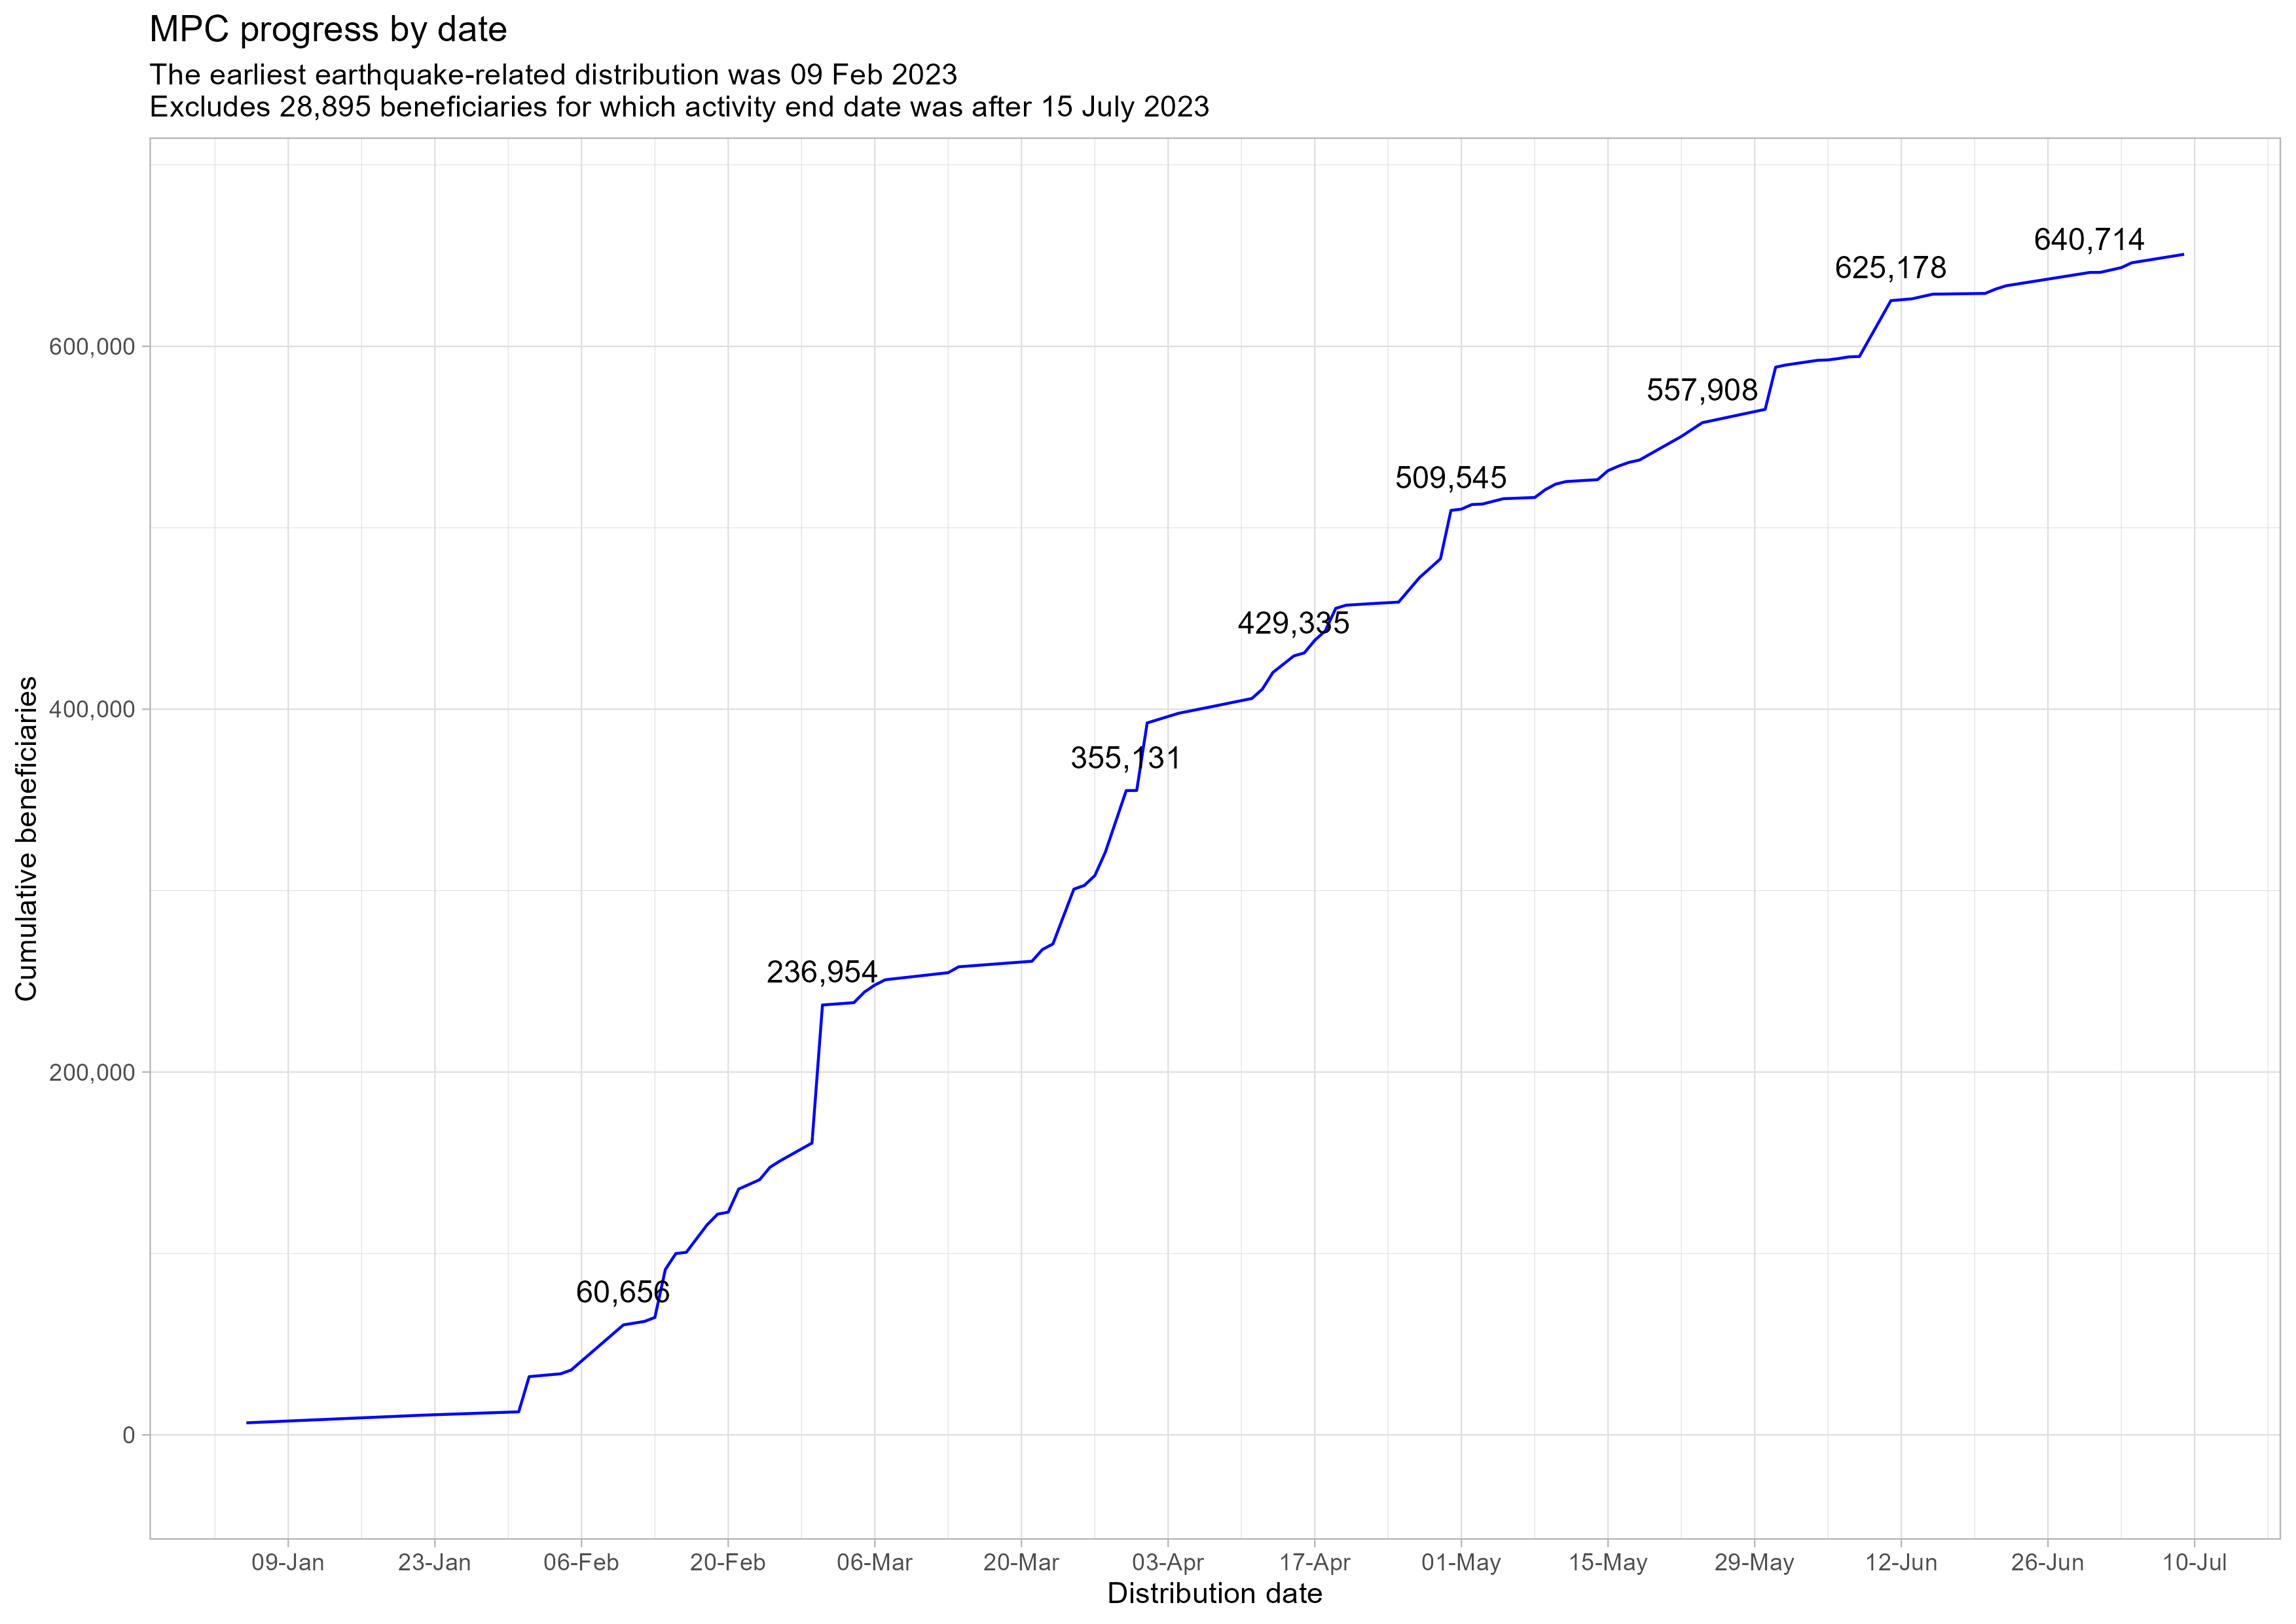 MPC progress by date
The earliest earthquake-related distribution was 09 Feb 2023
Excludes 28,895 beneficiaries for which activity end date was after 15 July 2023
Cumulative beneficiaries
600,000
400,000
200,000
0
60,656
236,954
355,131
429,335
509,545
557,908
625,178
640,714
09-Jan
23-Jan
06-Feb
20-Feb
06-Mar
20-Mar
03-Apr
17-Apr
01-May
15-May
29-May
12-Jun
26-Jun
10-Jul
Distribution date